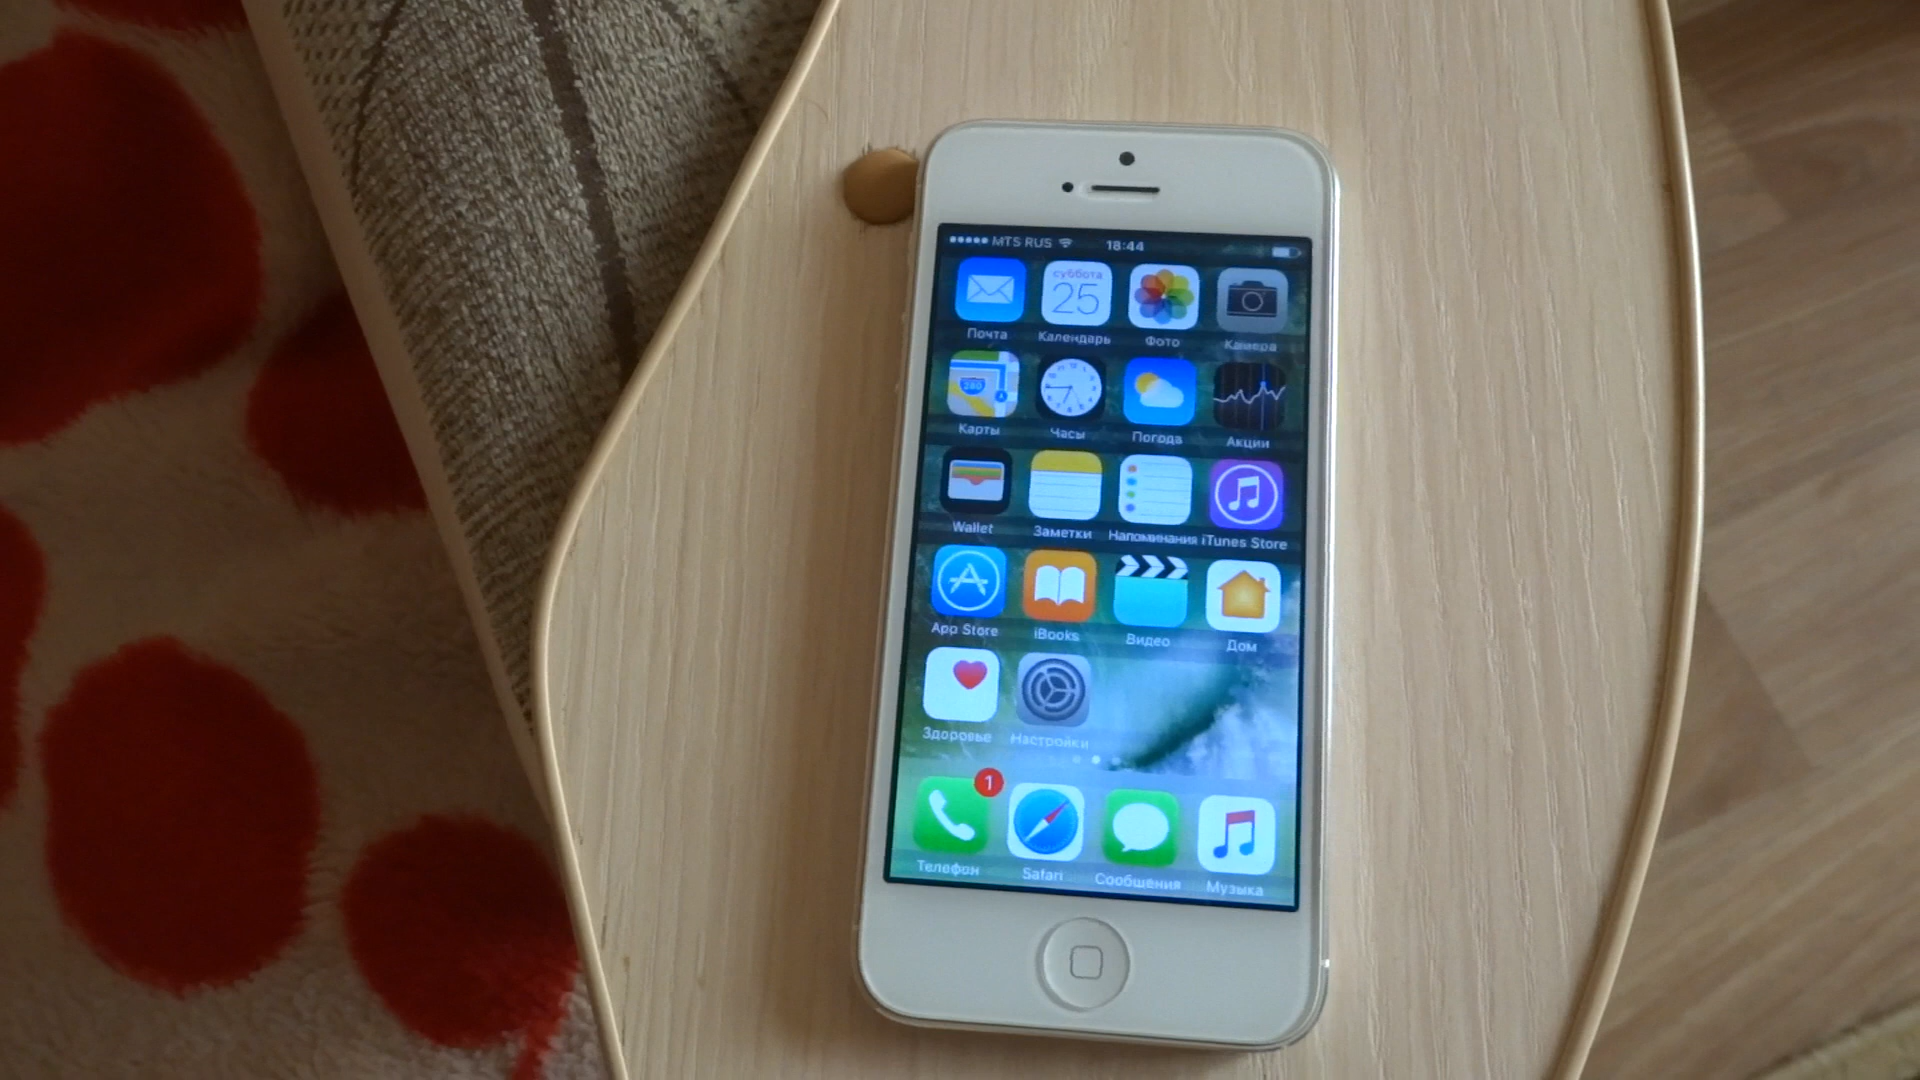 MTS RUS 18:44
суббота
25
Почта Календарь Фото Камера
280
Карты Часы Погода Акции
Wallet Заметки Напоминания iTunes Store
App Store iBooks Видео Дом
Здоровье Настройки
1
Телефон Safari Сообщения Музыка